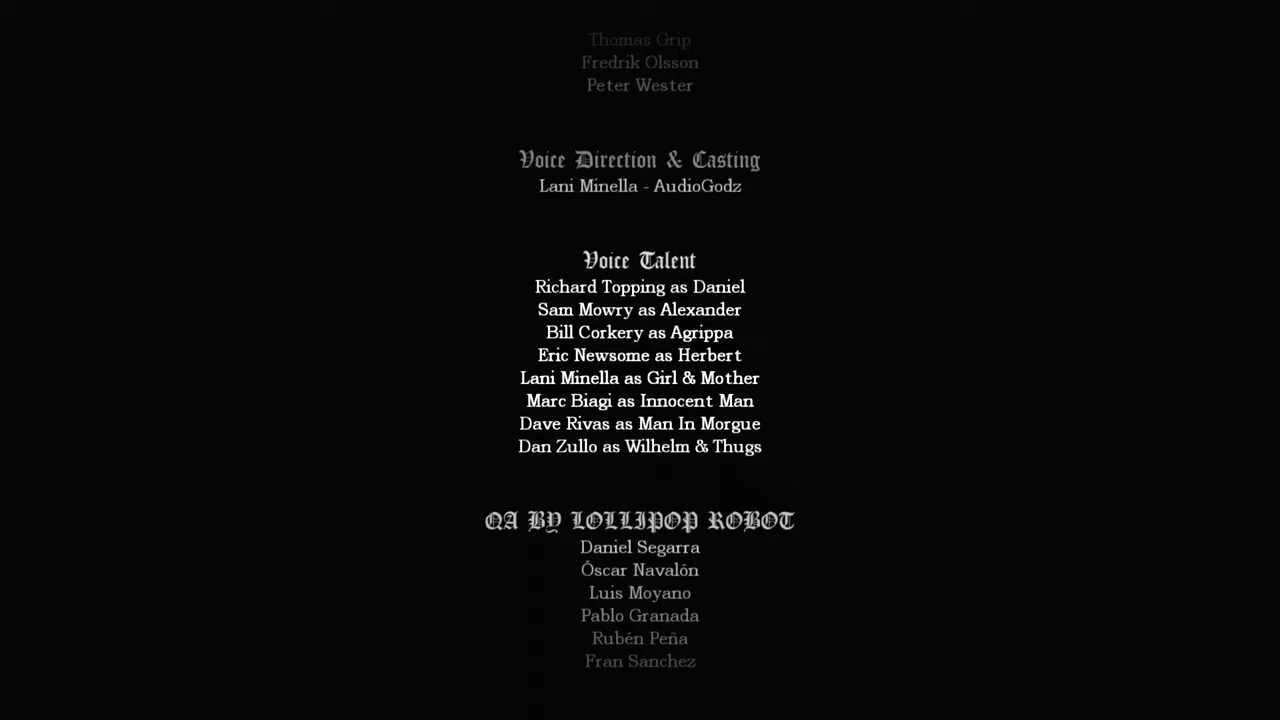 Thomas Grip
Fredrik Olsson
Peter Wester
Voice Direction & Casting
Lani Minella - AudioGodz
Voice Talent
Richard Topping as Daniel
Sam Mowry as Alexander
Bill Corkery as Agrippa
Eric Newsome as Herbert
Lani Minella as Girl & Mother
Marc Biagi as Innocent Man
Dave Rivas as Man In Morgue
Dan Zullo as Wilhelm & Thugs
QA BY LOLLIPOP ROBOT
Daniel Segarra
Óscar Navalón
Luis Moyano
Pablo Granada
Rubén Peña
Fran Sanchez